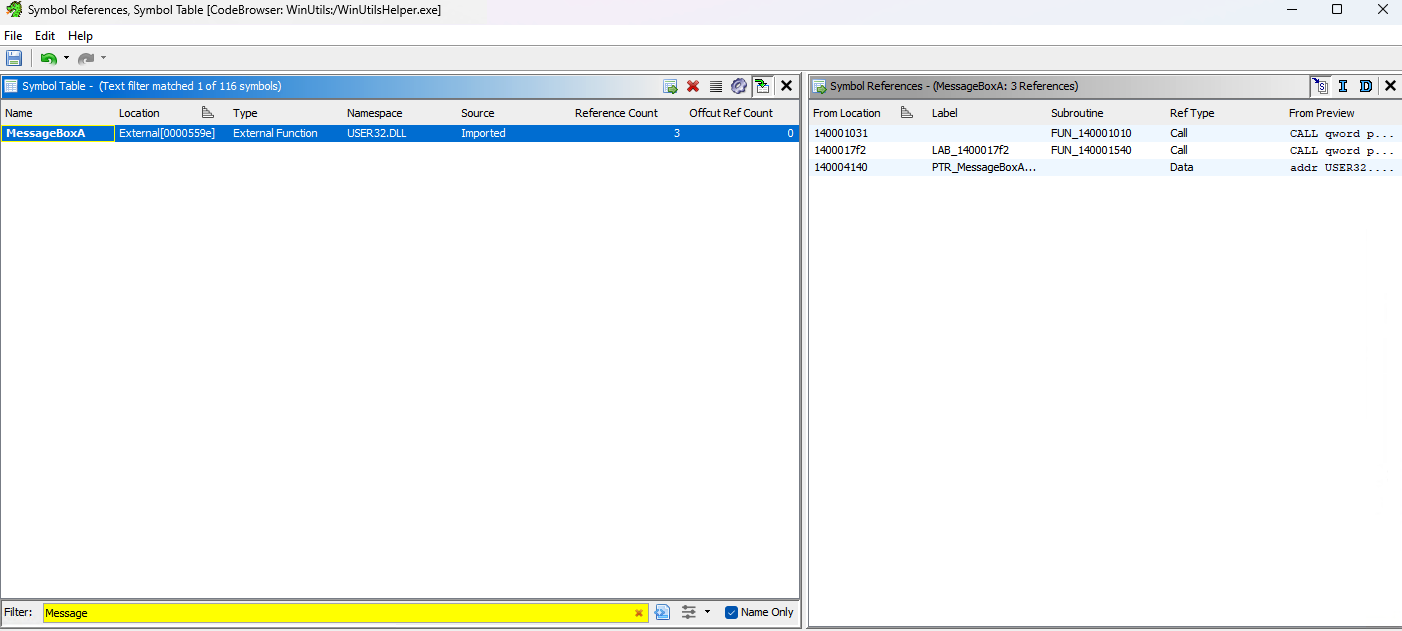 Symbol References, Symbol Table [CodeBrowser: WinUtils:/WinUtilsHelper.exe]
File Edit Help
Symbol Table - (Text filter matched 1 of 116 symbols)
Name Location Type Namespace Source Reference Count Offcut Ref Count
MessageBoxA External[0000559e] External Function USER32.DLL Imported 3 0
Filter: Message Name Only
Symbol References - (MessageBoxA: 3 References)
From Location Label Subroutine Ref Type From Preview
140001031 FUN_140001010 Call CALL qword p...
1400017f2 LAB_1400017f2 FUN_140001540 Call CALL qword p...
140004140 PTR_MessageBoxA... Data addr USER32....